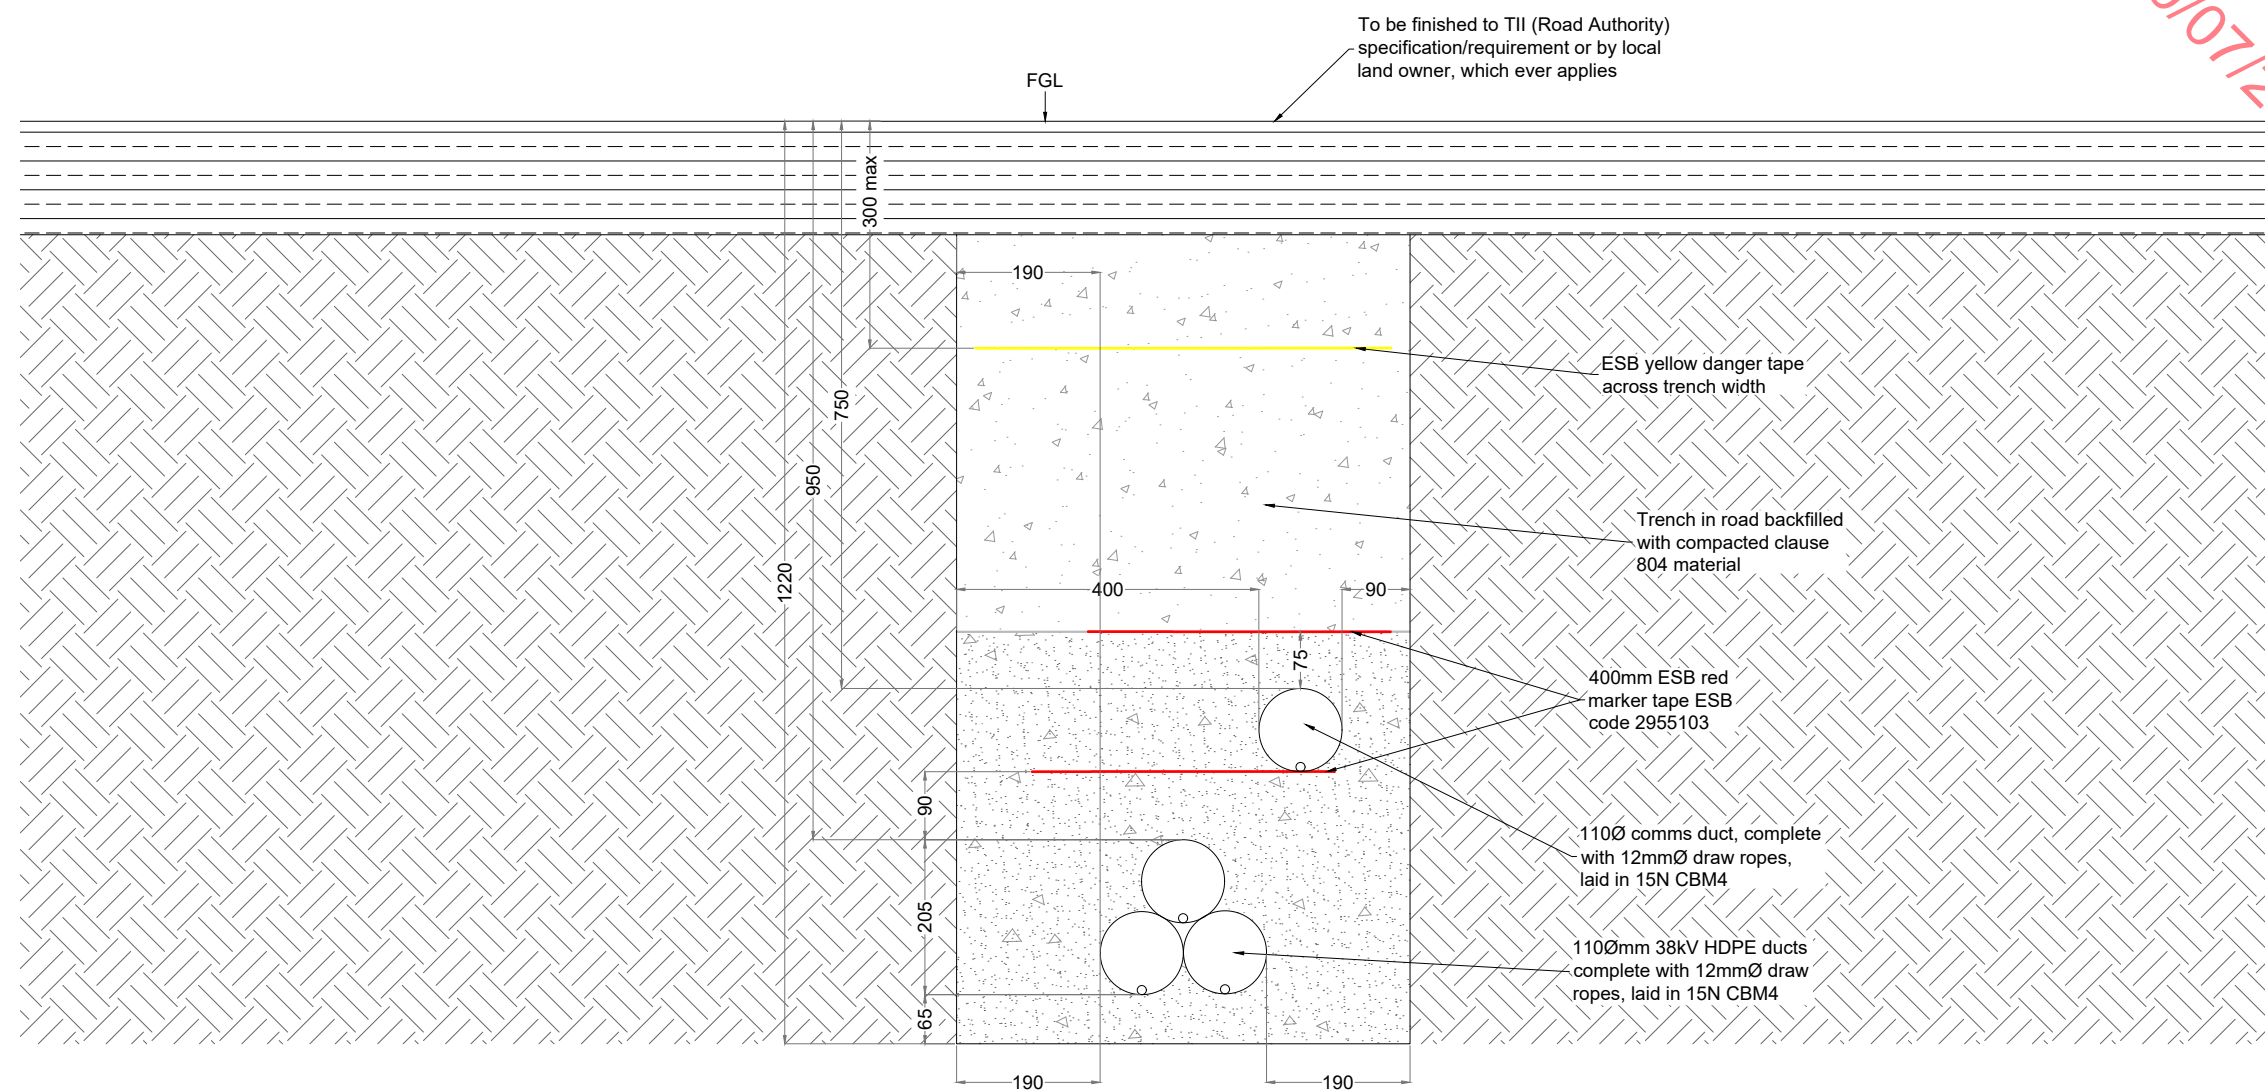 To be finished to TII (Road Authority)
specification/requirement or by local
land owner, which ever applies
FGL
300 max
190
ESB yellow danger tape
across trench width
750
950
1220
Trench in road backfilled
with compacted clause
804 material
400
90
75
400mm ESB red
marker tape ESB
code 2955103
90
110Ø comms duct, complete
with 12mmØ draw ropes,
laid in 15N CBM4
205
110Ømm 38kV HDPE ducts
complete with 12mmØ draw
ropes, laid in 15N CBM4
65
190
190